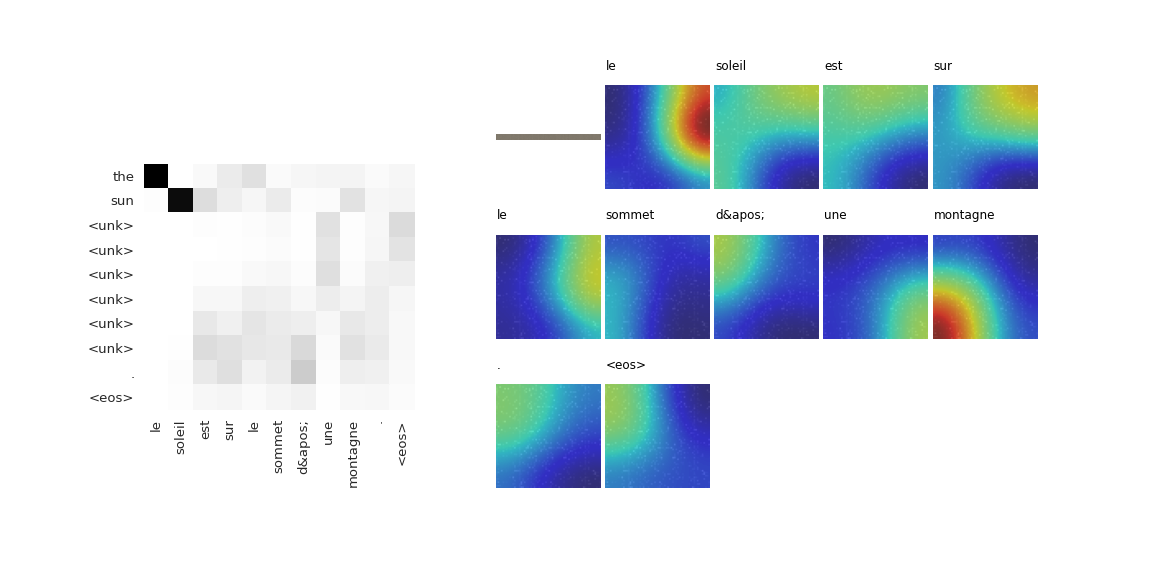 the
sun
<unk>
<unk>
<unk>
<unk>
<unk>
<unk>
.
<eos>
le soleil est sur le sommet d&apos; une montagne . <eos>
le soleil est sur
le sommet d&apos; une montagne
. <eos>